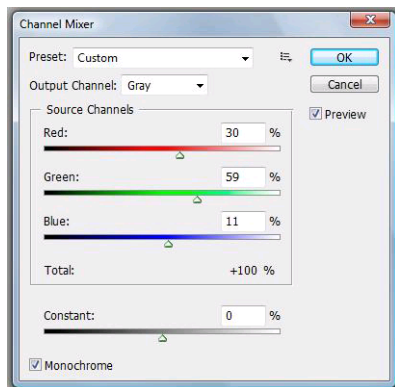 Channel Mixer
Preset: Custom
OK
Output Channel: Gray
Cancel
Source Channels
Preview
Red: 30 %
Green: 59 %
Blue: 11 %
Total: +100 %
Constant: 0 %
Monochrome